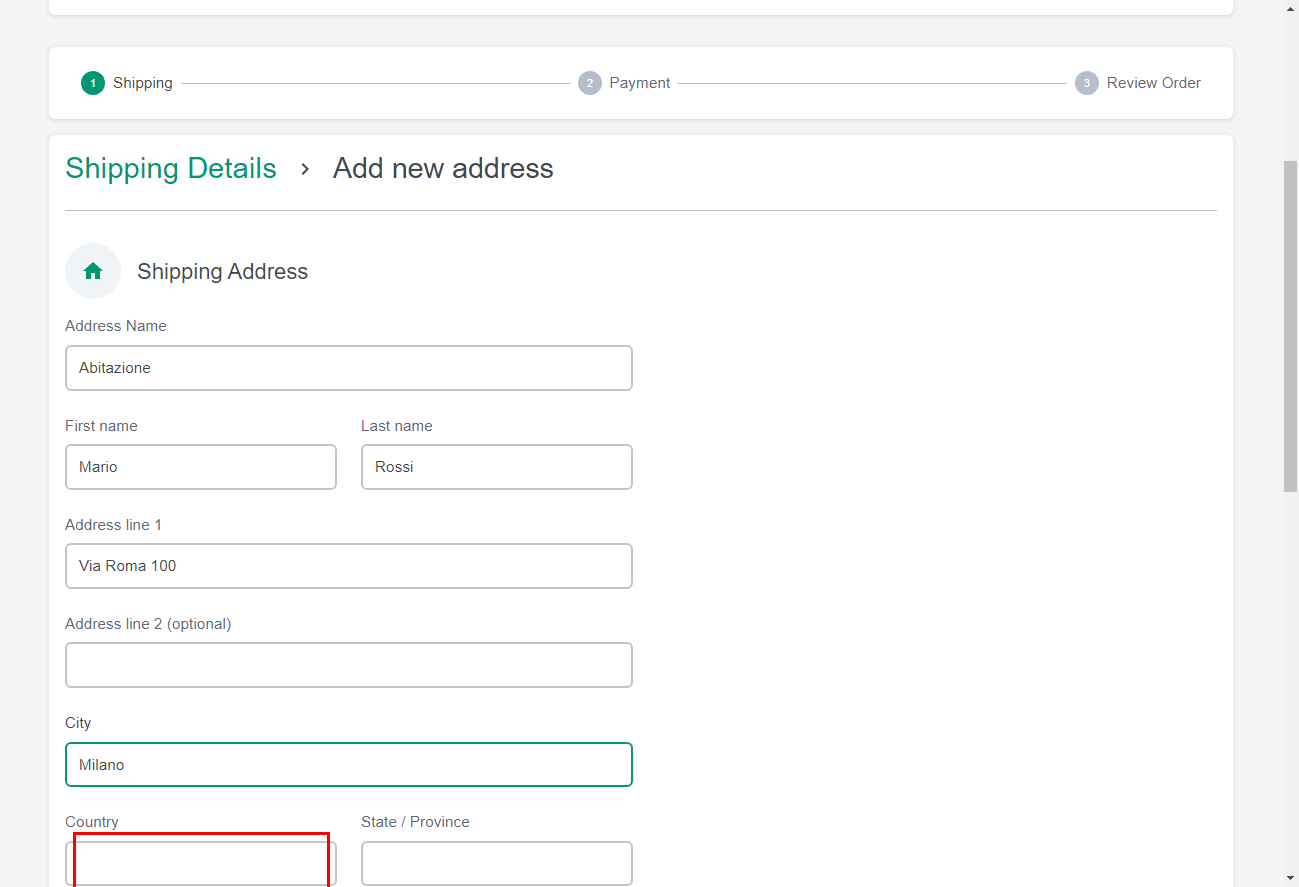 1 Shipping 2 Payment 3 Review Order
Shipping Details › Add new address
Shipping Address
Address Name
Abitazione
First name Last name
Mario Rossi
Address line 1
Via Roma 100
Address line 2 (optional)
City
Milano
Country State / Province